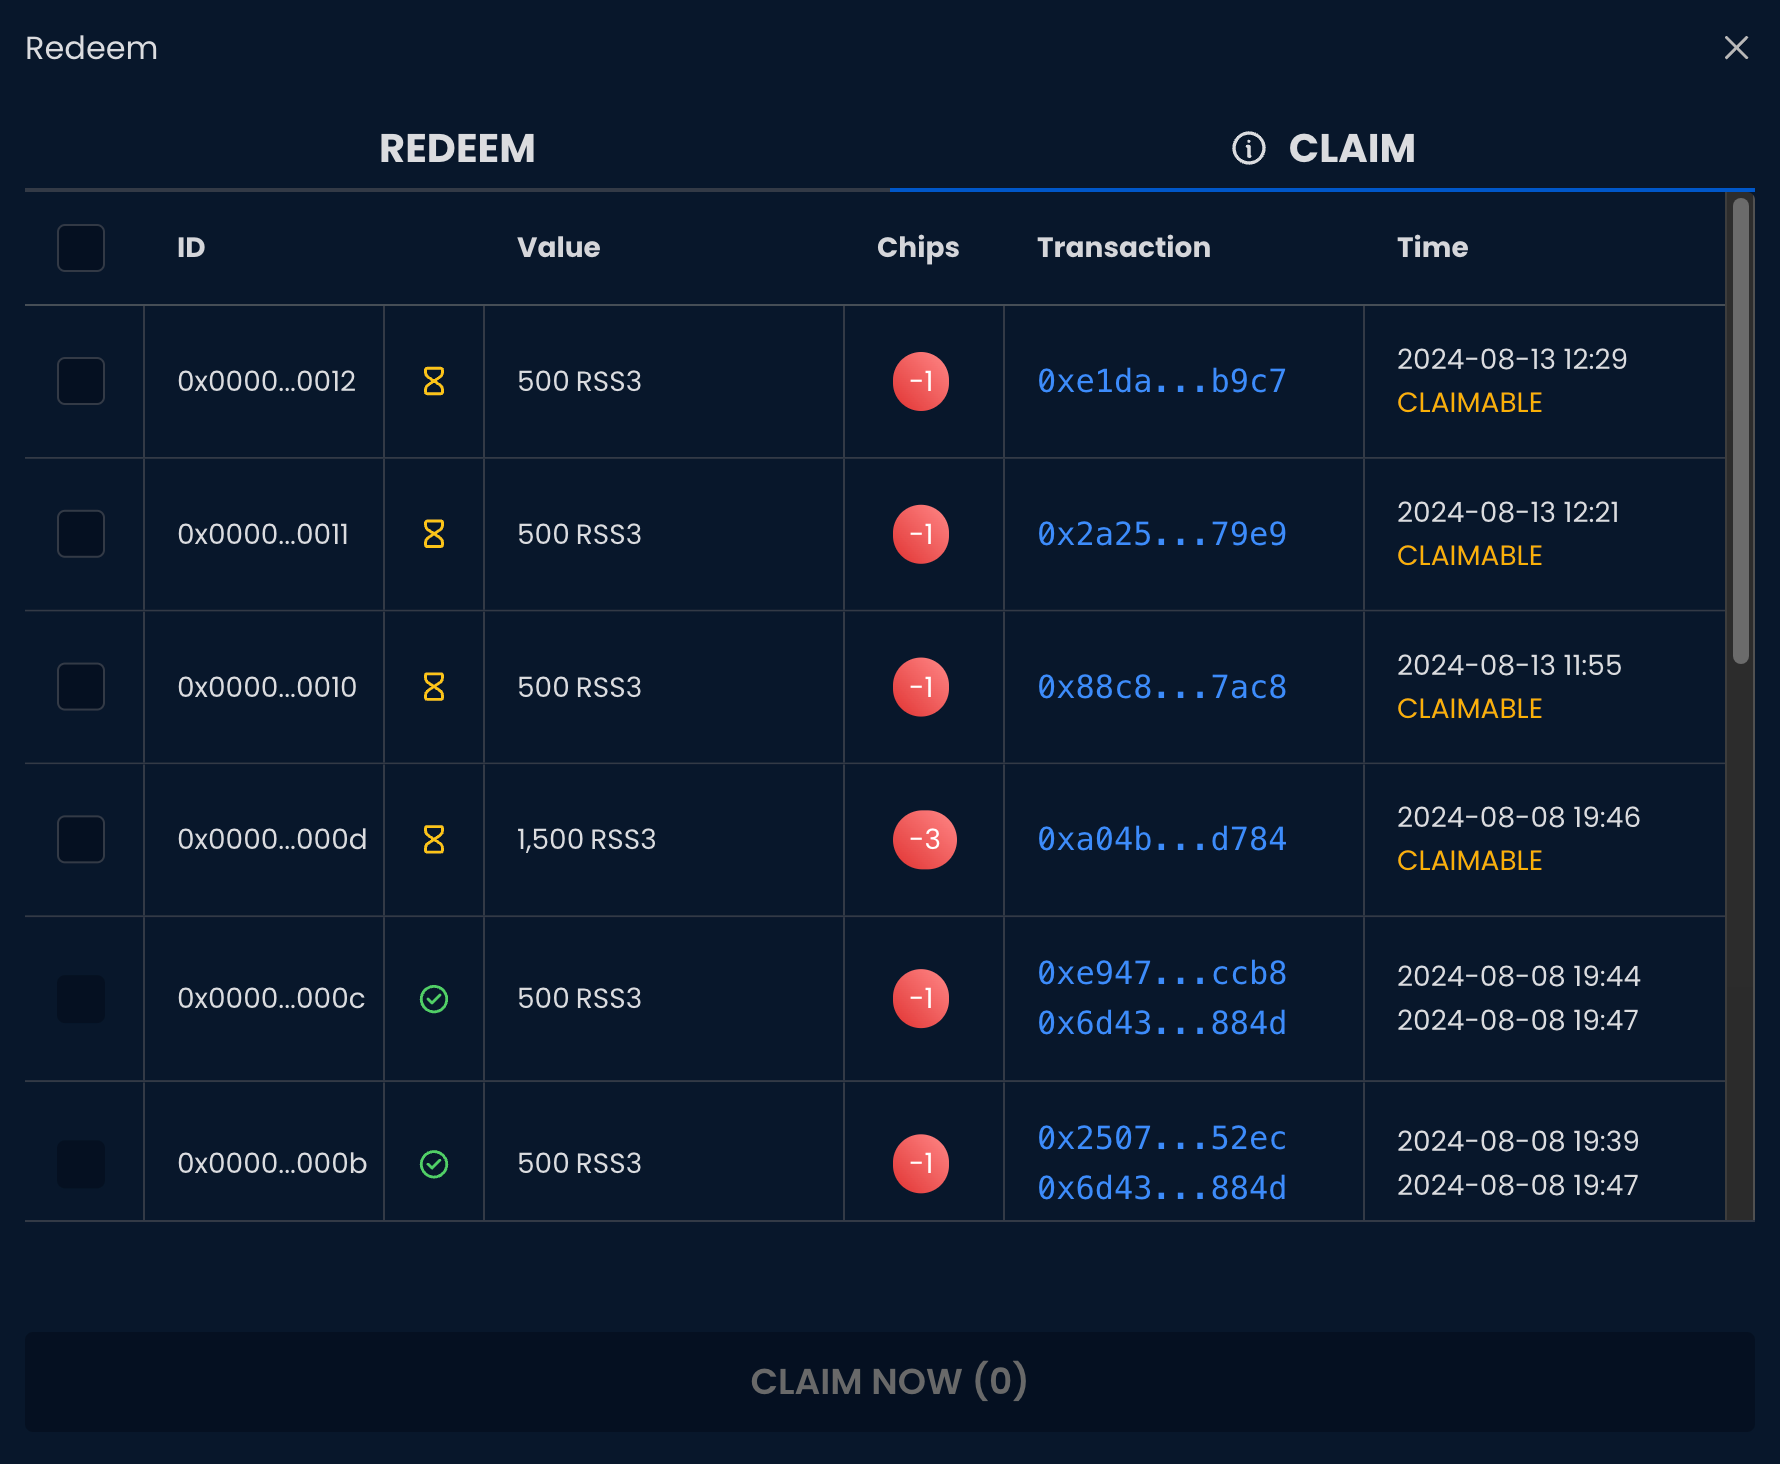 Redeem
REDEEM
CLAIM
ID Value Chips Transaction Time
0x0000...0012 500 RSS3 -1 0xe1da...b9c7 2024-08-13 12:29
CLAIMABLE
0x0000...0011 500 RSS3 -1 0x2a25...79e9 2024-08-13 12:21
CLAIMABLE
0x0000...0010 500 RSS3 -1 0x88c8...7ac8 2024-08-13 11:55
CLAIMABLE
0x0000...000d 1,500 RSS3 -3 0xa04b...d784 2024-08-08 19:46
CLAIMABLE
0x0000...000c 500 RSS3 -1 0xe947...ccb8 2024-08-08 19:44
0x6d43...884d 2024-08-08 19:47
0x0000...000b 500 RSS3 -1 0x2507...52ec 2024-08-08 19:39
0x6d43...884d 2024-08-08 19:47
CLAIM NOW (0)